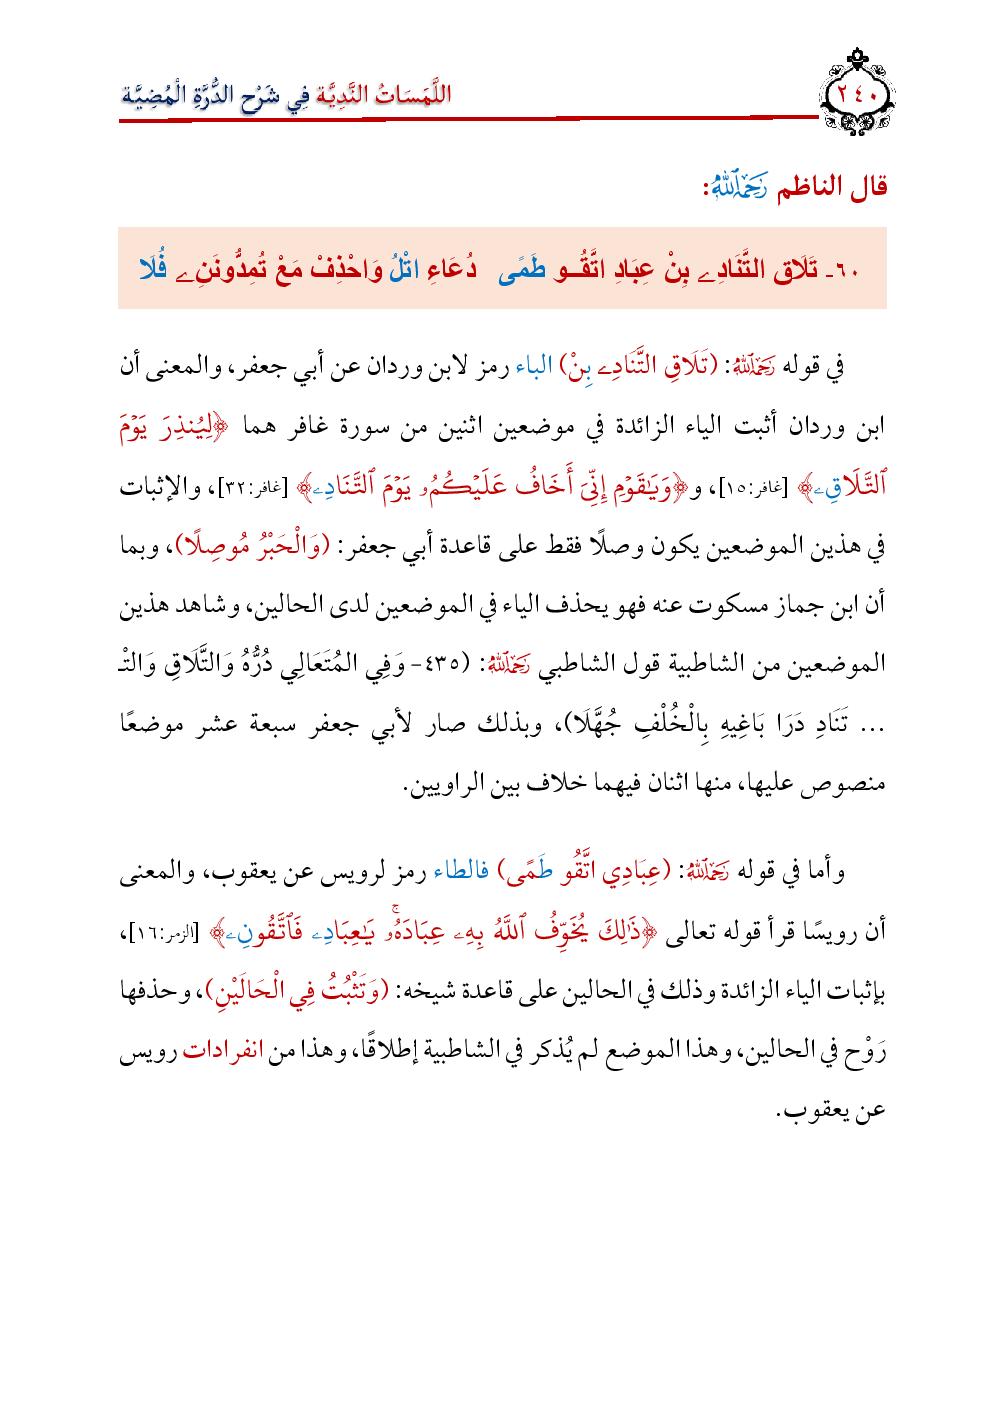 ٢٤٠
اللَّمَسَاتُ النَّدِيَّة فِي شَرْحِ الدُّرَّةِ الْمُضِيَّة
قال الناظم رَحِمَهُ ٱللَّهُ:
٦٠- تَلَاقِ التَّنَادِے بِنْ عِبَادِ اتَّقُــو طَمًى دُعَاءِ اتْلُ وَاحْذِفْ مَعْ تُمِدُّونَنِے فُلَا
في قوله رَحِمَهُ ٱللَّهُ: (تَلَاقِ التَّنَادِے بِنْ) الباء رمز لابن وردان عن أبي جعفر، والمعنى أن
ابن وردان أثبت الياء الزائدة في موضعين اثنين من سورة غافر هما ﴿لِيُنذِرَ يَوْمَ
ٱلتَّلَاقِۦ﴾ [غافر:١٥]، و﴿وَيَٰقَوْمِ إِنِّىَ أَخَافُ عَلَيْكُمُۥ يَوْمَ ٱلتَّنَادِۦ﴾ [غافر:٣٢]، والإثبات
في هذين الموضعين يكون وصلًا فقط على قاعدة أبي جعفر: (وَالْحَبْرُ مُوصِلًا)، وبما
أن ابن جماز مسكوت عنه فهو يحذف الياء في الموضعين لدى الحالين، وشاهد هذين
الموضعين من الشاطبية قول الشاطبي رَحِمَهُ ٱللَّهُ: (٤٣٥- وَفِي المُتَعَالِي دُرُّهُ وَالتَّلَاقِ وَالتْـ
... تَنَادِ دَرَا بَاغِيهِ بِالْخُلْفِ جُهَّلَا)، وبذلك صار لأبي جعفر سبعة عشر موضعًا
منصوص عليها، منها اثنان فيهما خلاف بين الراويين.
وأما في قوله رَحِمَهُ ٱللَّهُ: (عِبَادِي اتَّقُو طَمًى) فالطاء رمز لرويس عن يعقوب، والمعنى
أن رويسًا قرأ قوله تعالى ﴿ذَٰلِكَ يُخَوِّفُ ٱللَّهُ بِهِۦ عِبَادَهُۥۚ يَٰعِبَادِۦ فَٱتَّقُونِۦ﴾ [الزمر:١٦]،
بإثبات الياء الزائدة وذلك في الحالين على قاعدة شيخه: (وَتَثْبُتُ فِي الْحَالَيْنِ)، وحذفها
رَوْح في الحالين، وهذا الموضع لم يُذكر في الشاطبية إطلاقًا، وهذا من انفرادات رويس
عن يعقوب.